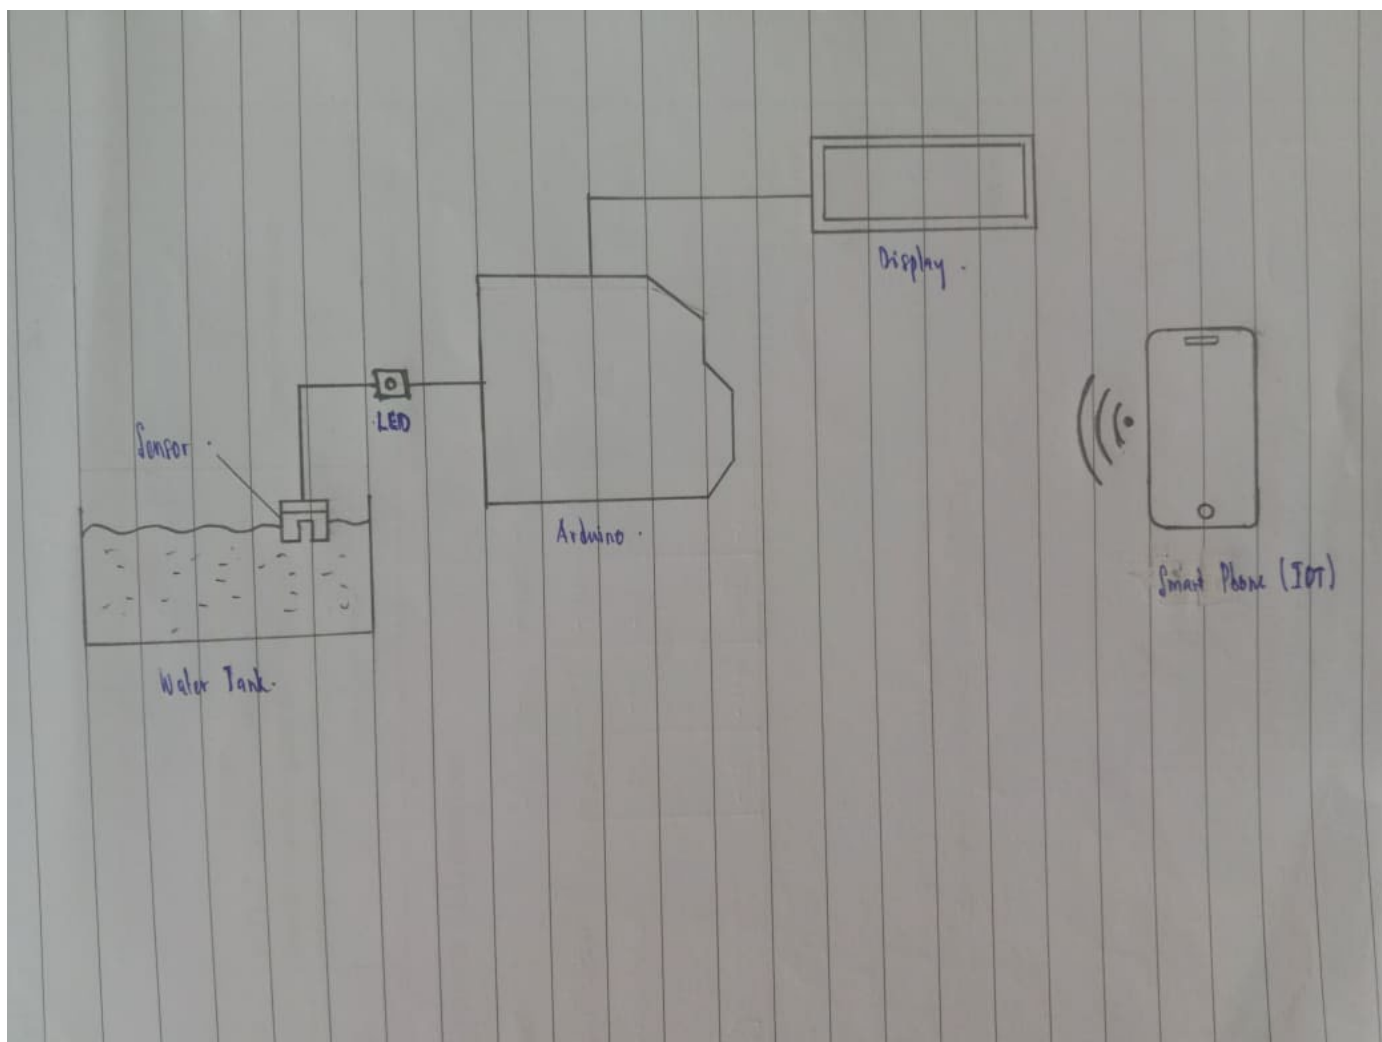 Display.
LED
Sensor.
Arduino.
Smart Phone (IOT)
Water Tank.